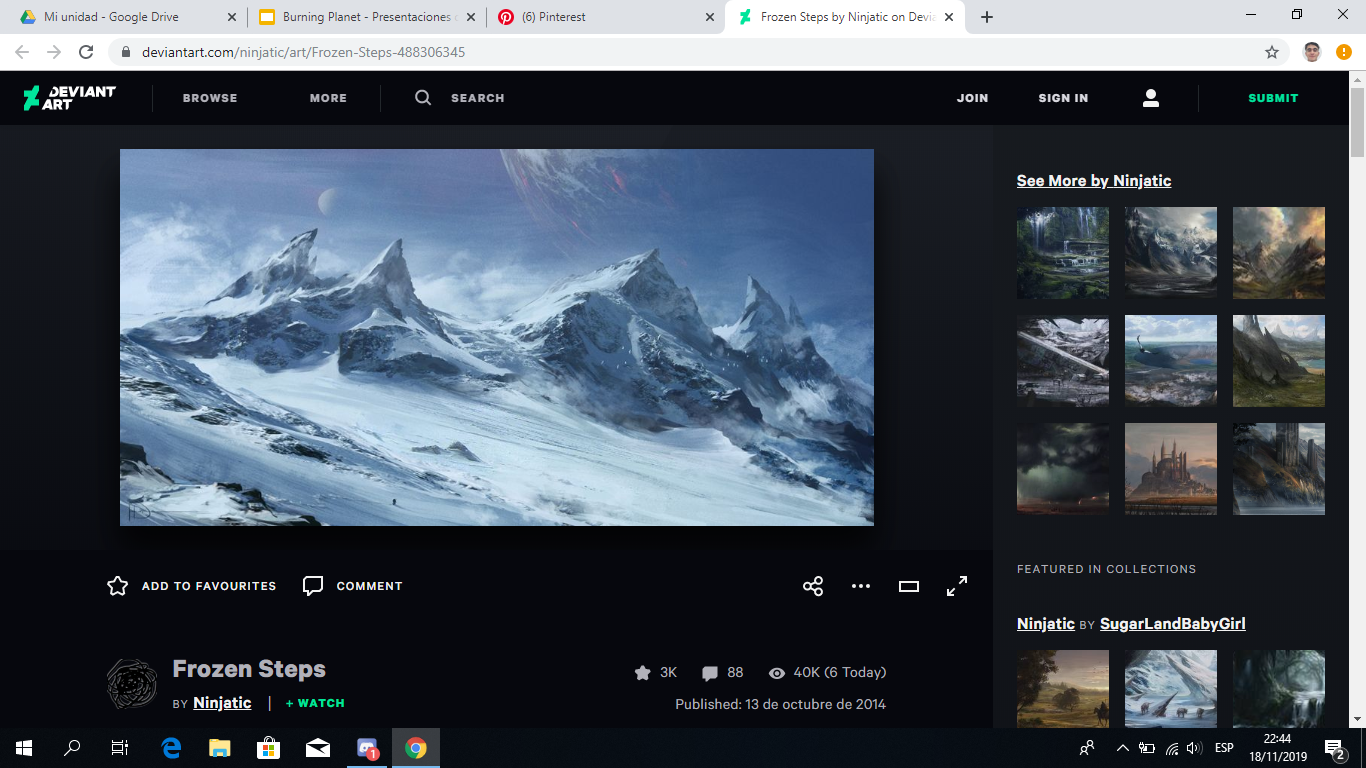 Mi unidad - Google Drive
Burning Planet - Presentaciones
(6) Pinterest
Frozen Steps by Ninjatic on Devia
deviantart.com/ninjatic/art/Frozen-Steps-488306345
DEVIANT
ART
BROWSE
MORE
SEARCH
JOIN
SIGN IN
SUBMIT
See More by Ninjatic
ADD TO FAVOURITES
COMMENT
FEATURED IN COLLECTIONS
Ninjatic BY SugarLandBabyGirl
Frozen Steps
BY Ninjatic | + WATCH
3K 88 40K (6 Today)
Published: 13 de octubre de 2014
1
ESP
22:44
18/11/2019
2